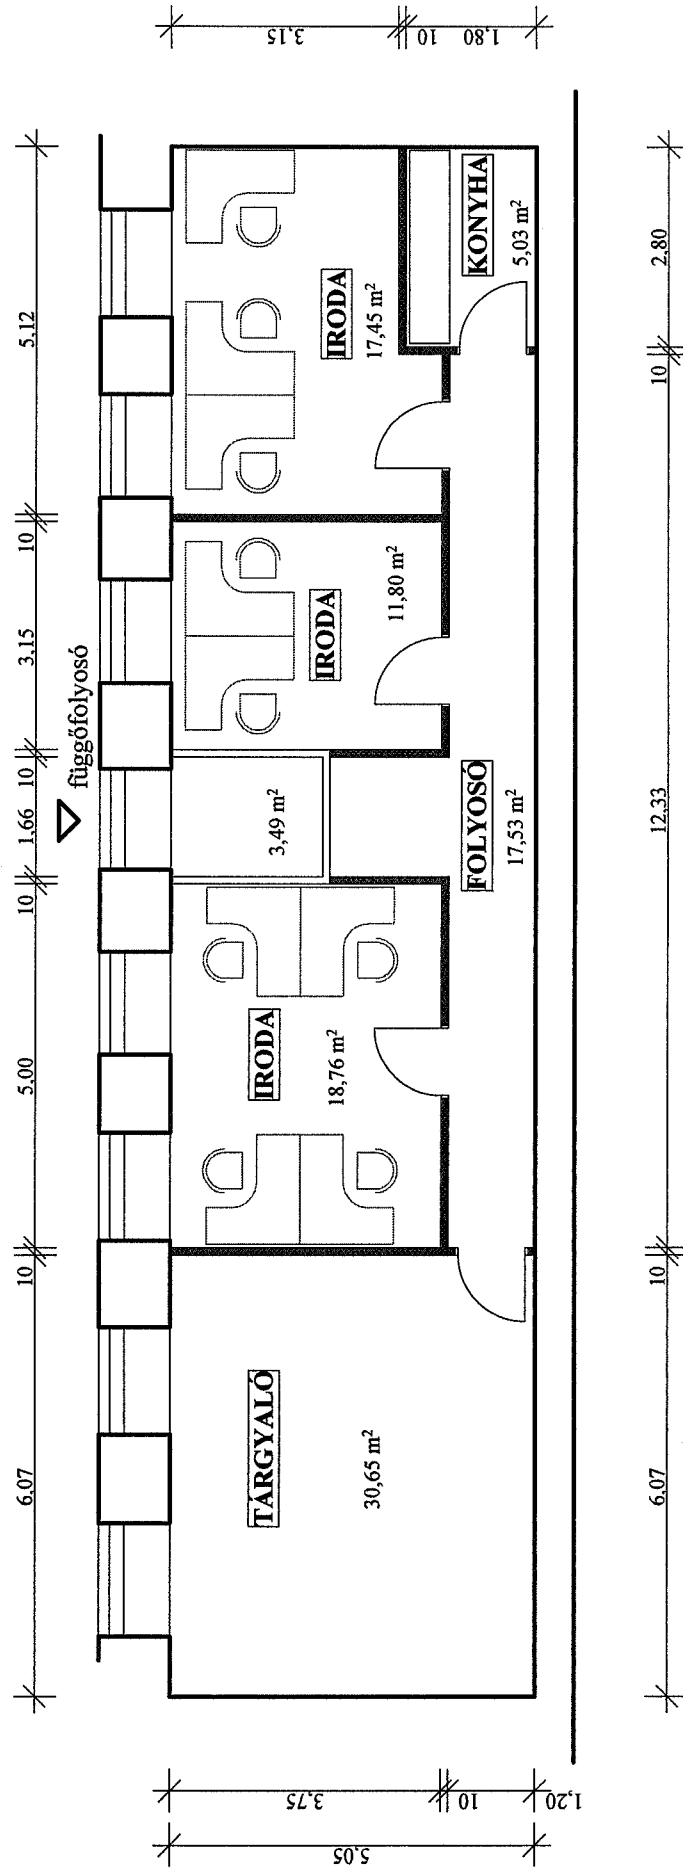 6,07
10
5,00
10
1,66
10
3,15
10
5,12
függőfolyosó
TÁRGYALÓ
30,65 m²
IRODA
18,76 m²
3,49 m²
IRODA
11,80 m²
IRODA
17,45 m²
KONYHA
5,03 m²
FOLYOSÓ
17,53 m²
5,05
3,75
10
1,20
3,15
10
1,80
6,07
10
12,33
10
2,80